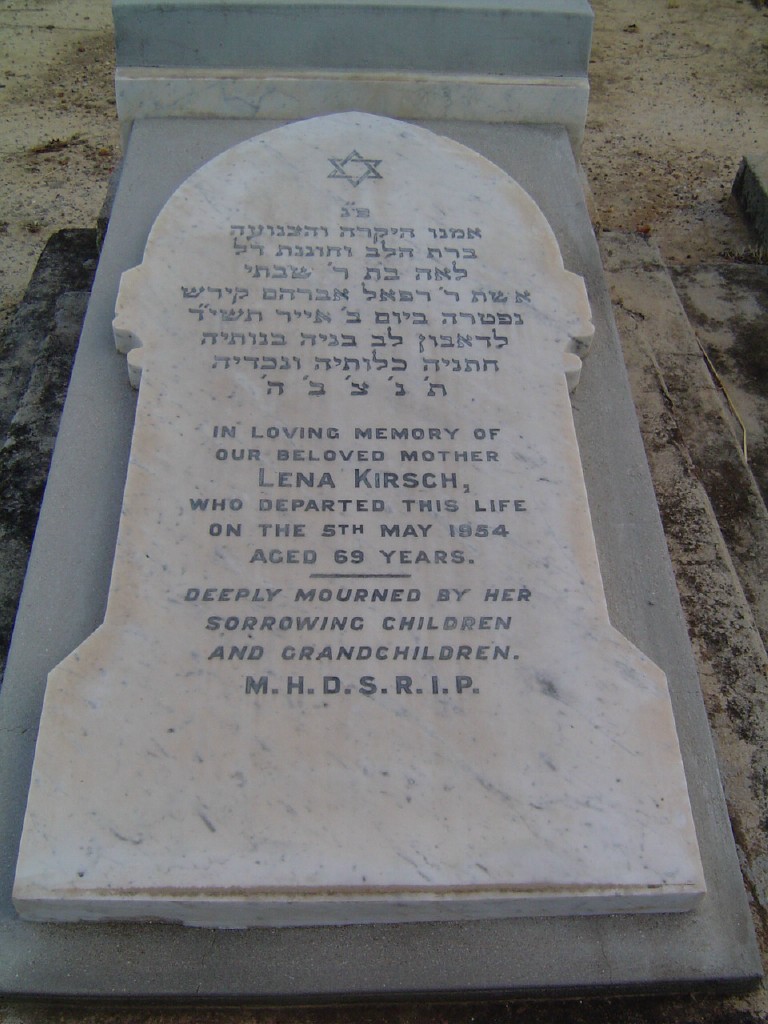 פ"נ
אמנו היקרה והצנועה
ברת הלב וחוננת דל
לאה בת ר' שבתי
אשת ר' רפאל אברהם קירש
נפטרה ביום ב' אייר תשי"ד
לדאבון לב בניה בנותיה
חתניה כלותיה ונכדיה
ת' נ' צ' ב' ה'
IN LOVING MEMORY OF
OUR BELOVED MOTHER
LENA KIRSCH,
WHO DEPARTED THIS LIFE
ON THE 5TH MAY 1954
AGED 69 YEARS.
DEEPLY MOURNED BY HER
SORROWING CHILDREN
AND GRANDCHILDREN.
M.H.D.S.R.I.P.